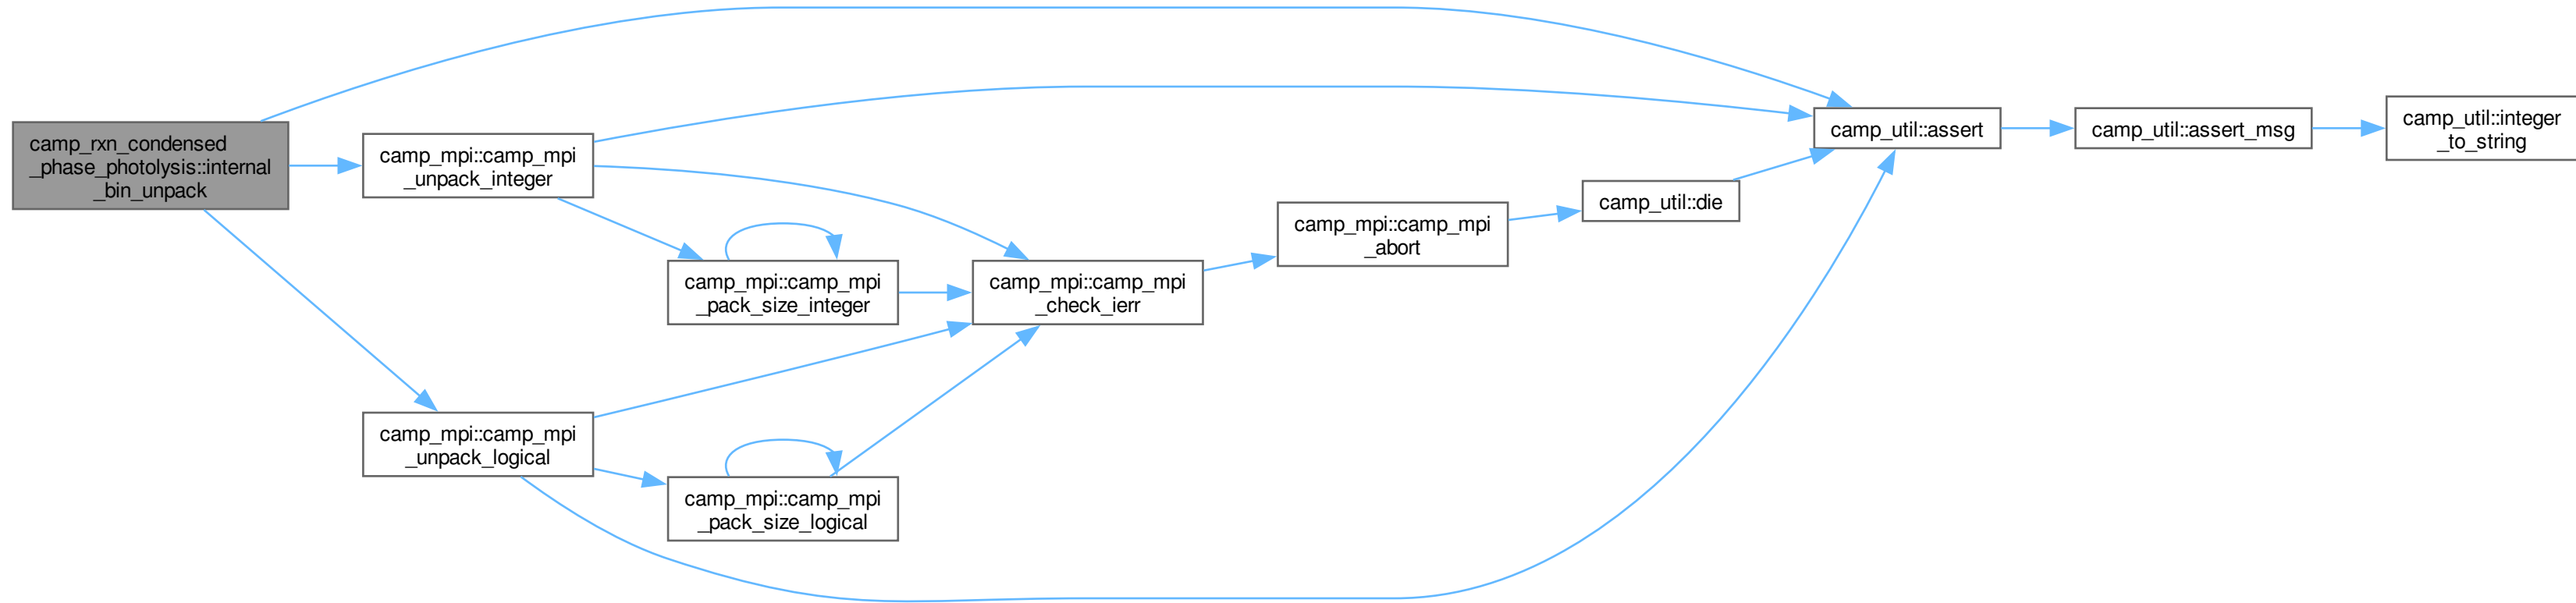 camp_rxn_condensed
_phase_photolysis::internal
_bin_unpack
camp_mpi::camp_mpi
_unpack_integer
camp_mpi::camp_mpi
_unpack_logical
camp_mpi::camp_mpi
_pack_size_integer
camp_mpi::camp_mpi
_pack_size_logical
camp_mpi::camp_mpi
_check_ierr
camp_mpi::camp_mpi
_abort
camp_util::die
camp_util::assert
camp_util::assert_msg
camp_util::integer
_to_string